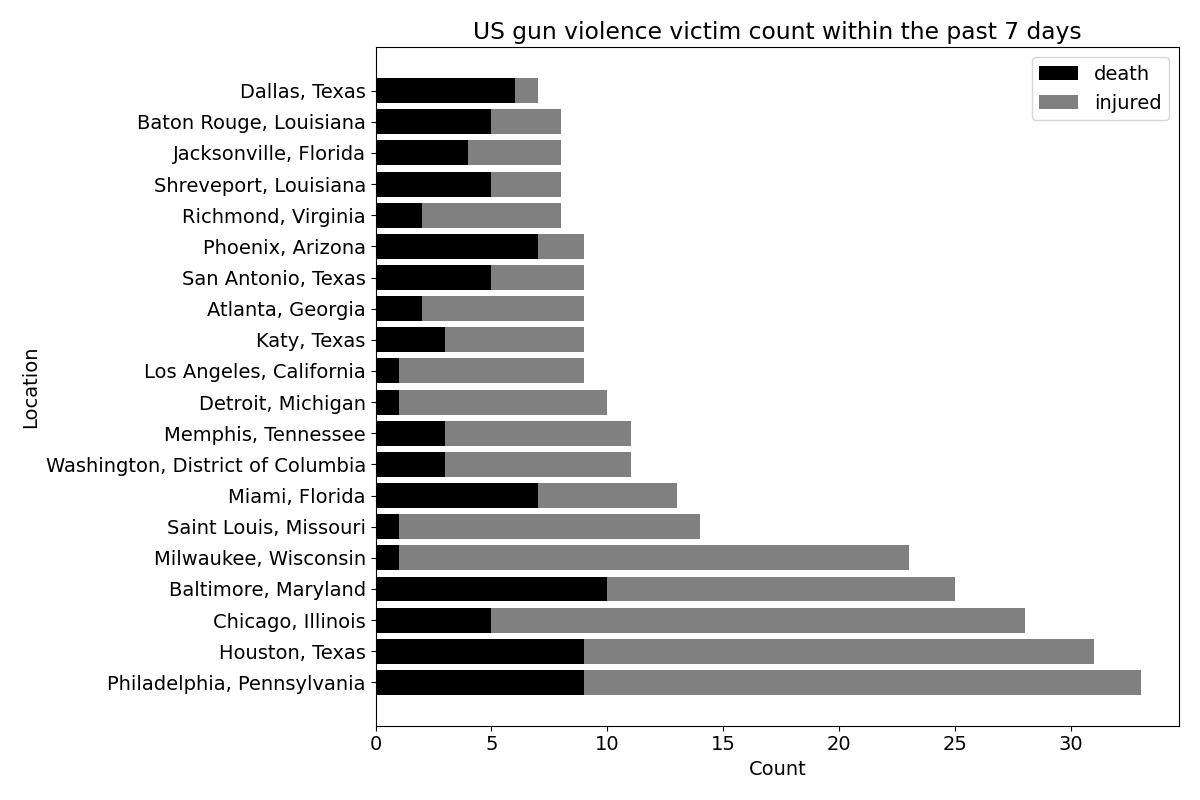 US gun violence victim count within the past 7 days
death
injured
Dallas, Texas
Baton Rouge, Louisiana
Jacksonville, Florida
Shreveport, Louisiana
Richmond, Virginia
Phoenix, Arizona
San Antonio, Texas
Atlanta, Georgia
Katy, Texas
Los Angeles, California
Detroit, Michigan
Memphis, Tennessee
Washington, District of Columbia
Miami, Florida
Saint Louis, Missouri
Milwaukee, Wisconsin
Baltimore, Maryland
Chicago, Illinois
Houston, Texas
Philadelphia, Pennsylvania
Location
0 5 10 15 20 25 30
Count